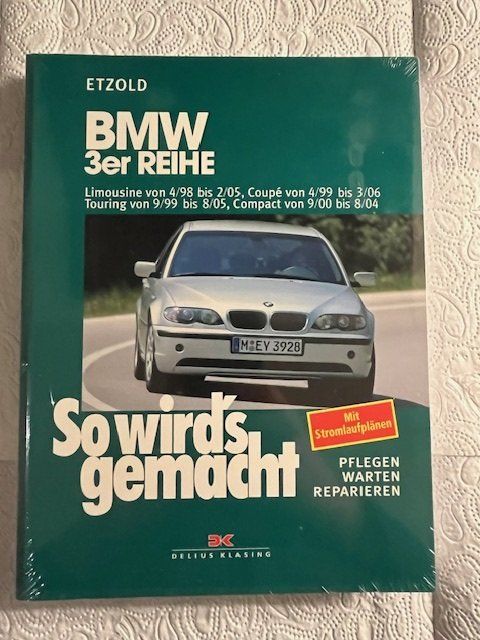 ETZOLD
BMW
3er REIHE
Limousine von 4/98 bis 2/05, Coupé von 4/99 bis 3/06
Touring von 9/99 bis 8/05, Compact von 9/00 bis 8/04
M EY 3928
So wird's
gemacht
Mit
Stromlaufplänen
PFLEGEN
WARTEN
REPARIEREN
DK
DELIUS KLASING